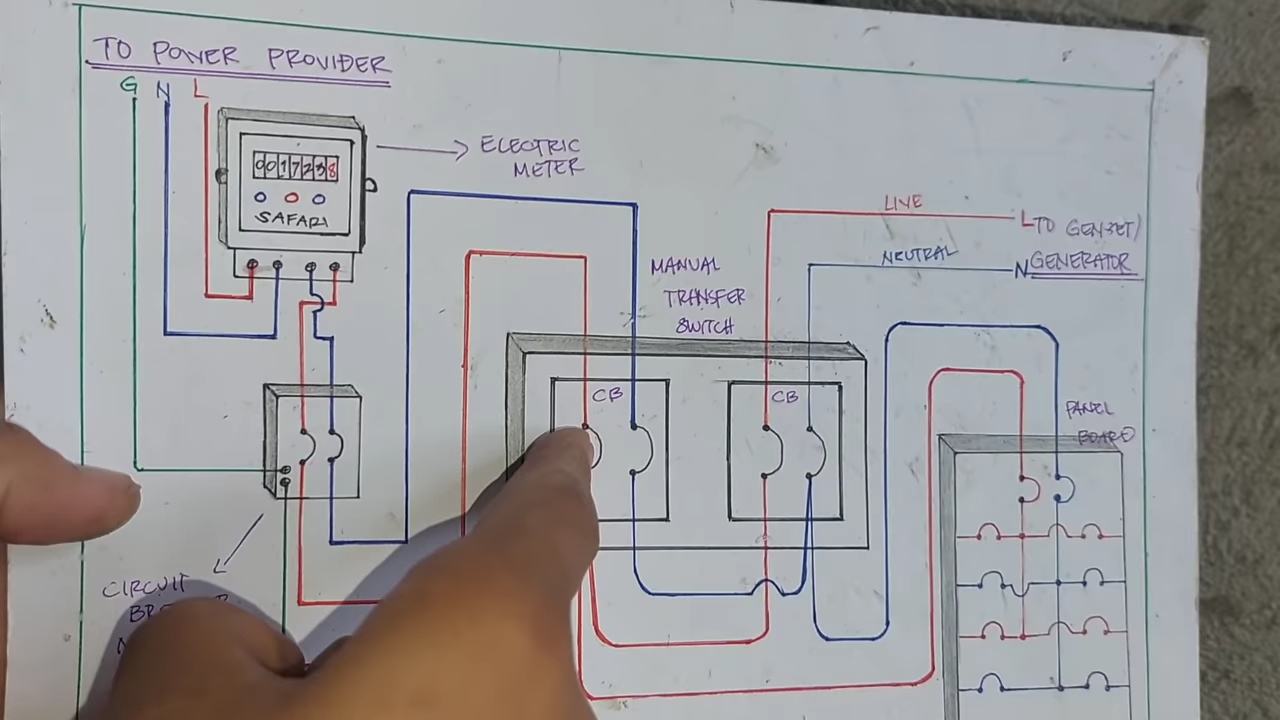 TO POWER PROVIDER
G N L
0017238
SAFARI
ELECTRIC
METER
LIVE
L TO GENSET/
NEUTRAL
N GENERATOR
MANUAL
TRANSFER
SWITCH
CB
CB
PANEL
BOARD
CIRCUIT